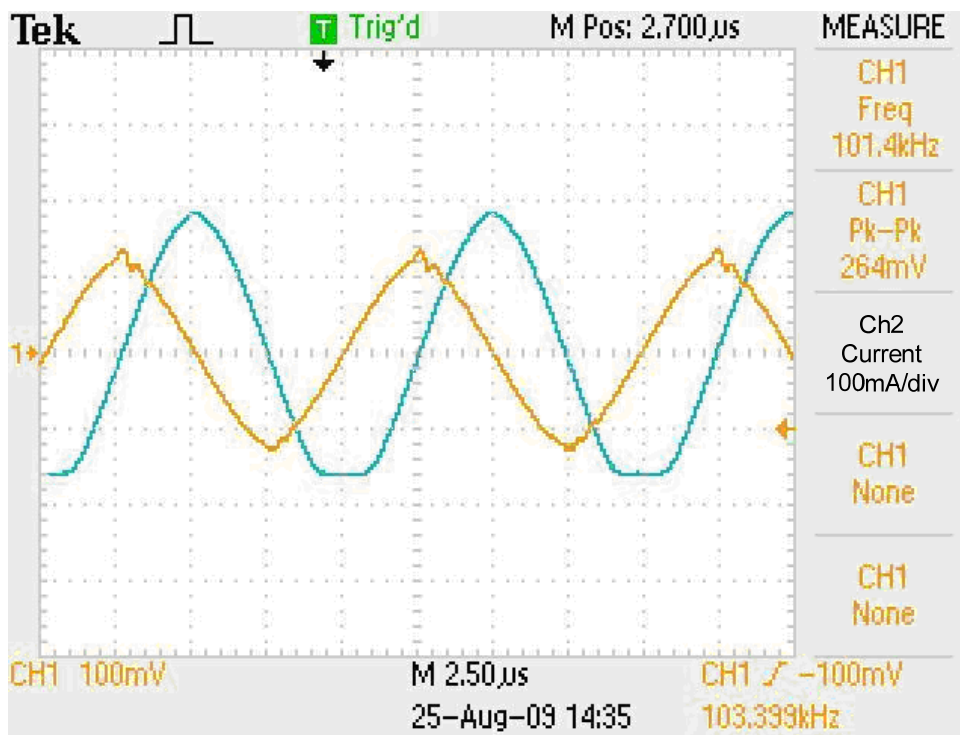 Tek T Trig'd M Pos: 2.700µs MEASURE
CH1
Freq
101.4kHz
CH1
Pk-Pk
264mV
Ch2
Current
100mA/div
CH1
None
CH1
None
1
CH1 100mV M 2.50µs CH1 -100mV
25-Aug-09 14:35 103.399kHz